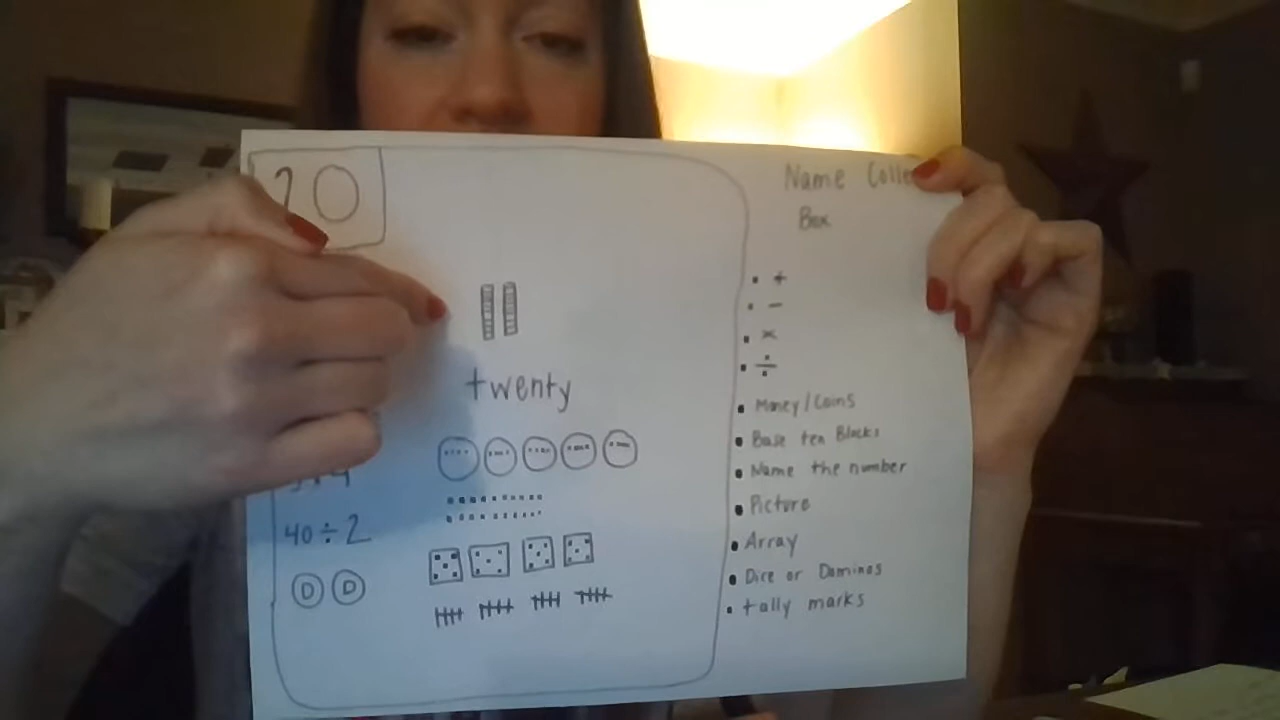 20
twenty
40 ÷ 2
D D
Name
Box
+
-
×
÷
Money/Coins
Base ten Blocks
Name the number
Picture
Array
Dice or Dominos
tally marks